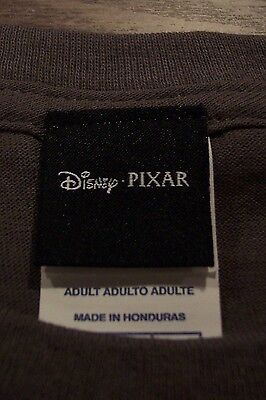 Disney · PIXAR
ADULT ADULTO ADULTE
MADE IN HONDURAS